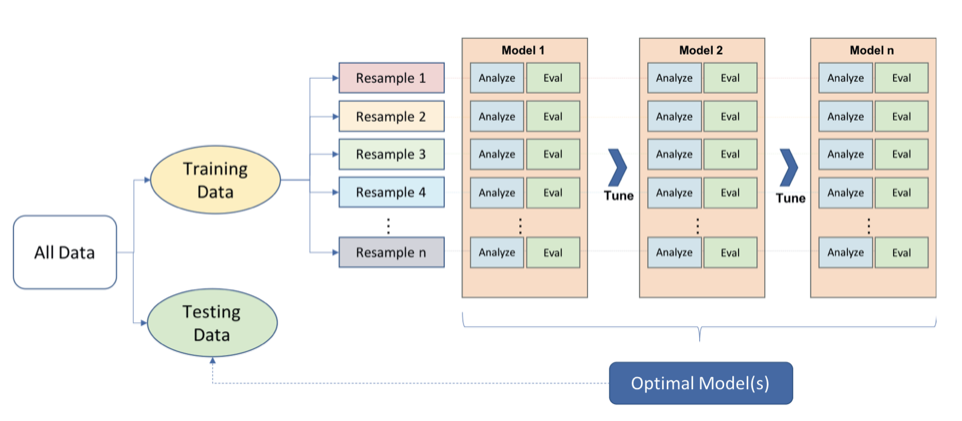 Model 1
Model 2
Model n
Resample 1
Analyze
Eval
Analyze
Eval
Analyze
Eval
Resample 2
Analyze
Eval
Analyze
Eval
Analyze
Eval
Resample 3
Analyze
Eval
Analyze
Eval
Analyze
Eval
Training
Data
Resample 4
Analyze
Eval
Tune
Analyze
Eval
Tune
Analyze
Eval
⋮
⋮
⋮
⋮
All Data
Resample n
Analyze
Eval
Analyze
Eval
Analyze
Eval
Testing
Data
Optimal Model(s)